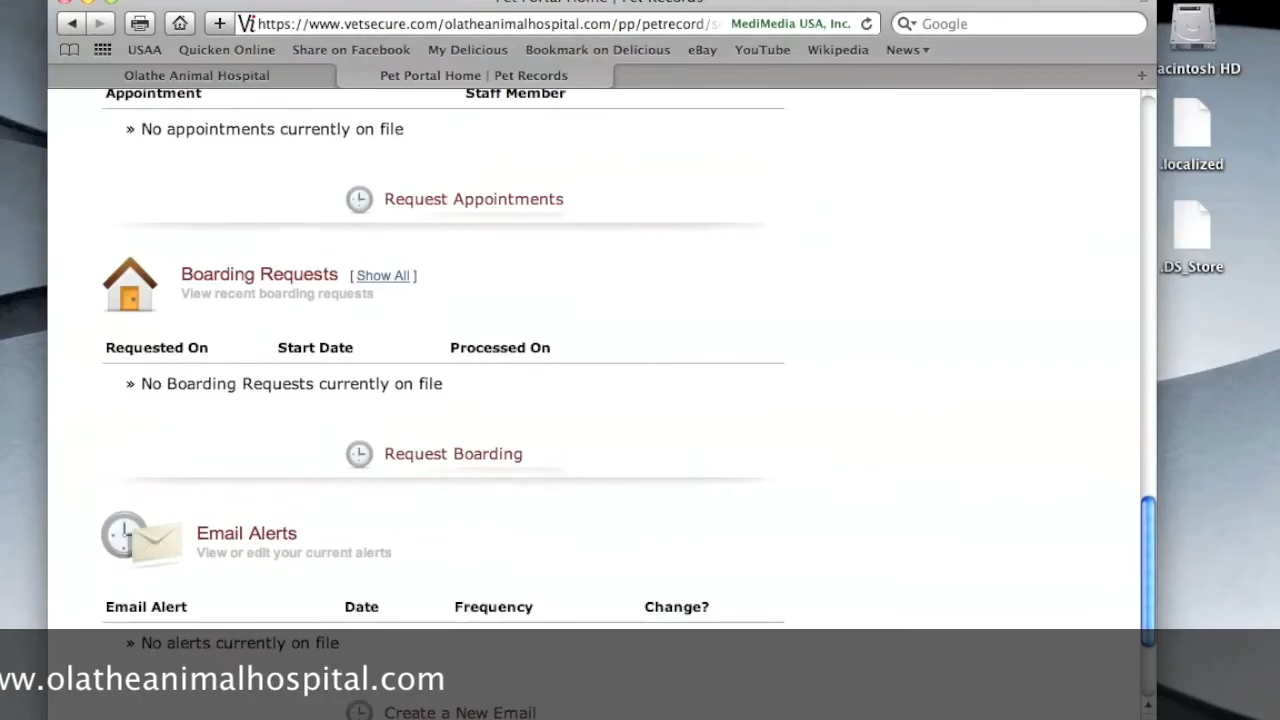 Pet Portal Home | Pet Records
https://www.vetsecure.com/olatheanimalhospital.com/pp/petrecord/s MediMedia USA, Inc. Google
USAA Quicken Online Share on Facebook My Delicious Bookmark on Delicious eBay YouTube Wikipedia News
Olathe Animal Hospital Pet Portal Home | Pet Records +
acintosh HD
Appointment Staff Member
» No appointments currently on file
.localized
Request Appointments
.DS_Store
Boarding Requests [ Show All ]
View recent boarding requests
Requested On Start Date Processed On
» No Boarding Requests currently on file
Request Boarding
Email Alerts
View or edit your current alerts
Email Alert Date Frequency Change?
» No alerts currently on file
ww.olatheanimalhospital.com
Create a New Email